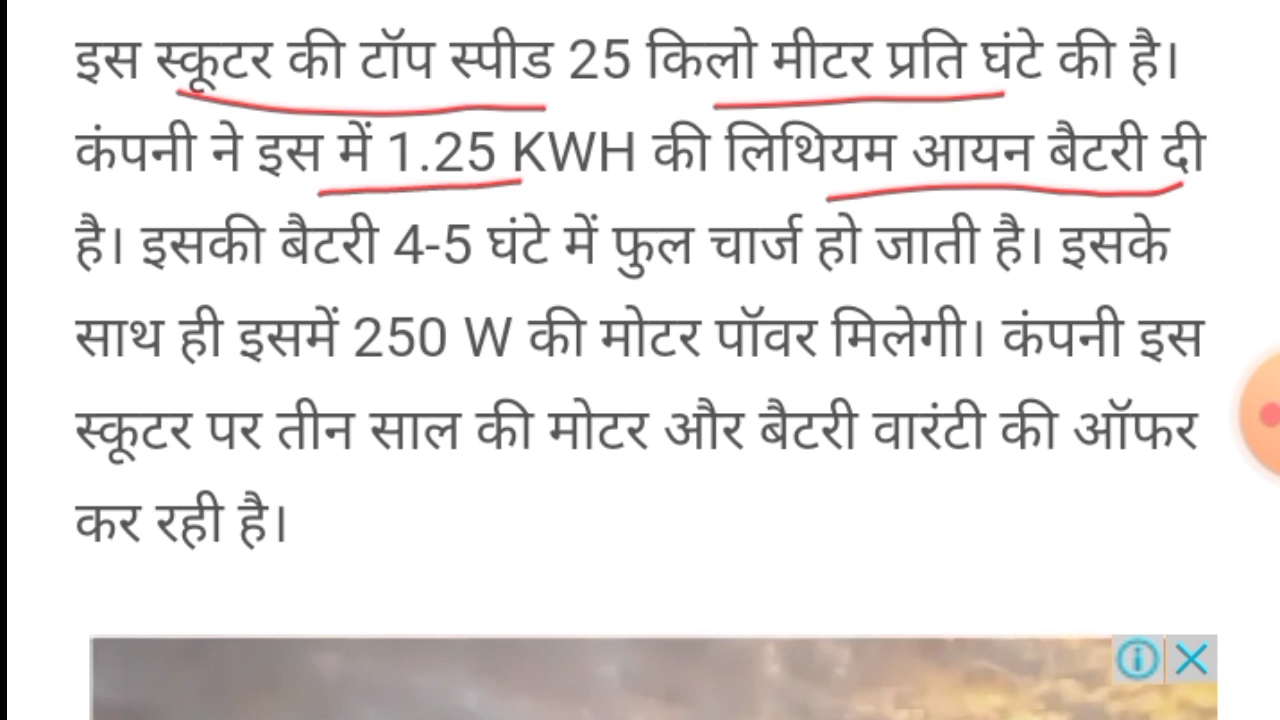 इस स्कूटर की टॉप स्पीड 25 किलो मीटर प्रति घंटे की है।
कंपनी ने इस में 1.25 KWH की लिथियम आयन बैटरी दी
है। इसकी बैटरी 4-5 घंटे में फुल चार्ज हो जाती है। इसके
साथ ही इसमें 250 W की मोटर पॉवर मिलेगी। कंपनी इस
स्कूटर पर तीन साल की मोटर और बैटरी वारंटी की ऑफर
कर रही है।